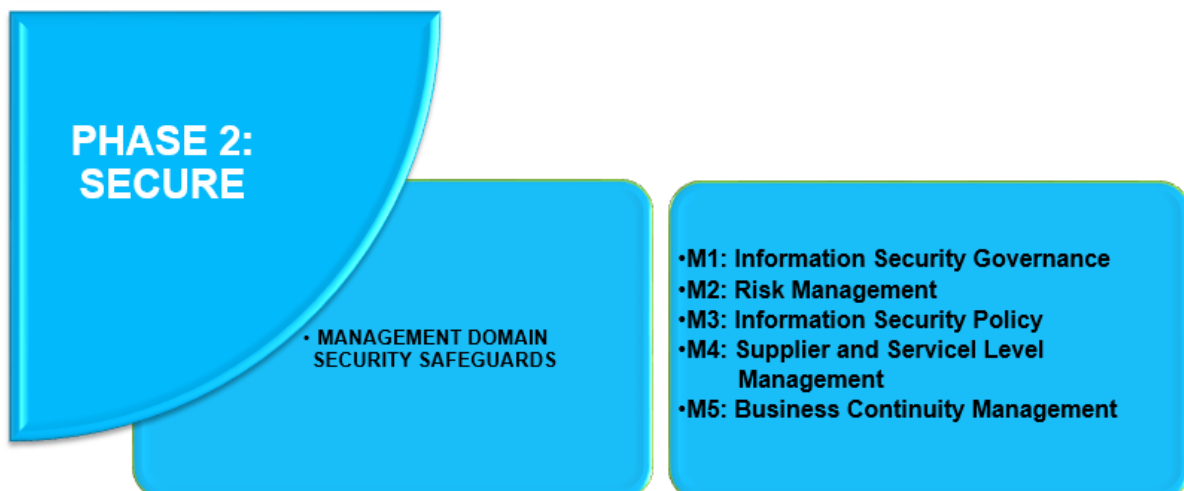 PHASE 2:
SECURE
• MANAGEMENT DOMAIN
SECURITY SAFEGUARDS
•M1: Information Security Governance
•M2: Risk Management
•M3: Information Security Policy
•M4: Supplier and Servicel Level
Management
•M5: Business Continuity Management